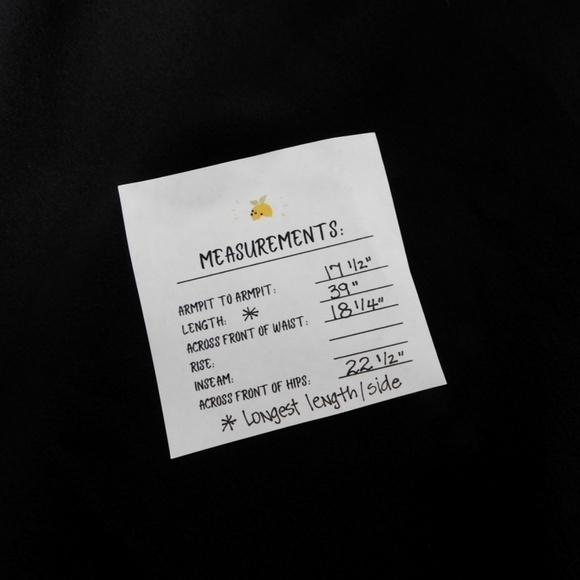 MEASUREMENTS:
ARMPIT TO ARMPIT: 17 1/2"
LENGTH: * 39"
ACROSS FRONT OF WAIST: 18 1/4"
RISE:
INSEAM:
ACROSS FRONT OF HIPS: 22 1/2"
* Longest length/side